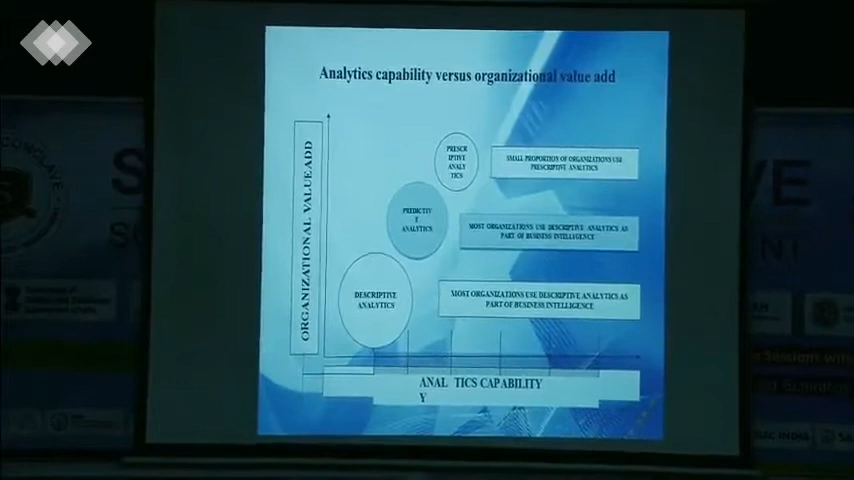 Analytics capability versus organizational value add
ORGANIZATIONAL VALUE ADD
PRESCR
IPTIVE
ANALY
TICS
SMALL PROPORTION OF ORGANIZATIONS USE
PRESCRIPTIVE ANALYTICS
PREDICTIV
E
ANALYTICS
MOST ORGANIZATIONS USE DESCRIPTIVE ANALYTICS AS
PART OF BUSINESS INTELLIGENCE
DESCRIPTIVE
ANALYTICS
MOST ORGANIZATIONS USE DESCRIPTIVE ANALYTICS AS
PART OF BUSINESS INTELLIGENCE
ANAL TICS CAPABILITY
Y